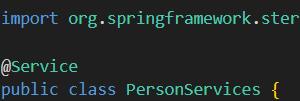 import org.springframework.ster
@Service
public class PersonServices {